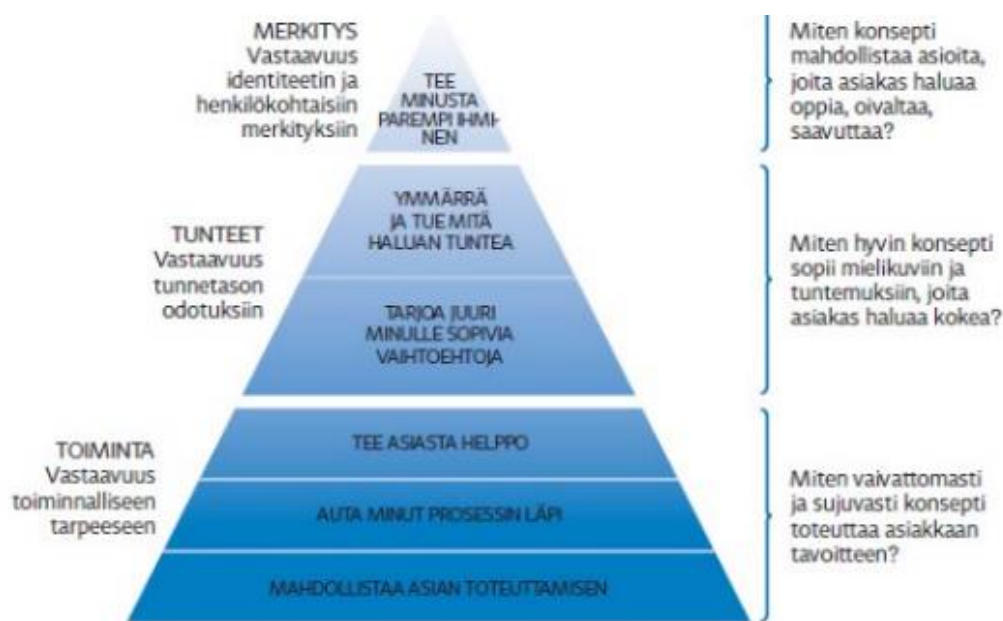 MERKITYS
Vastaavuus
identiteetin ja
henkilökohtaisiin
merkityksiin
TEE
MINUSTA
PAREMPI IHMI-
NEN
Miten konsepti
mahdollistaa asioita,
joita asiakas haluaa
oppia, oivaltaa,
saavuttaa?
TUNTEET
Vastaavuus
tunnetason
odotuksiin
YMMÄRRÄ
JA TUE MITÄ
HALUAN TUNTEA
TARJOA JUURI
MINULLE SOPIVIA
VAIHTOEHTOJA
Miten hyvin konsepti
sopii mielikuviin ja
tuntemuksiin, joita
asiakas haluaa kokea?
TOIMINTA
Vastaavuus
toiminnalliseen
tarpeeseen
TEE ASIASTA HELPPO
AUTA MINUT PROSESSIN LÄPI
MAHDOLLISTAA ASIAN TOTEUTTAMISEN
Miten vaivattomasti
ja sujuvasti konsepti
toteuttaa asiakkaan
tavoitteen?